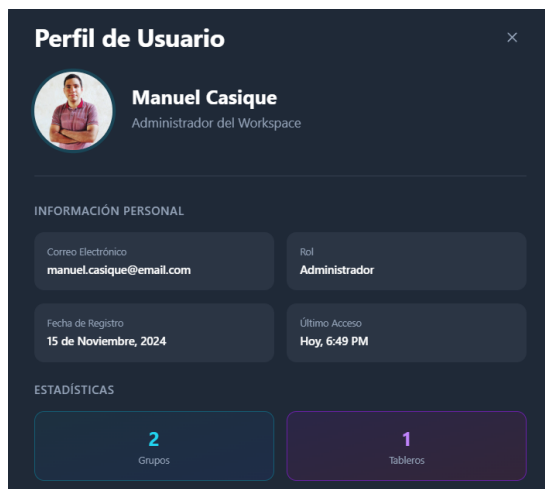 Perfil de Usuario
Manuel Casique
Administrador del Workspace
INFORMACIÓN PERSONAL
Correo Electrónico
manuel.casique@email.com
Rol
Administrador
Fecha de Registro
15 de Noviembre, 2024
Último Acceso
Hoy, 6:49 PM
ESTADÍSTICAS
2
Grupos
1
Tableros